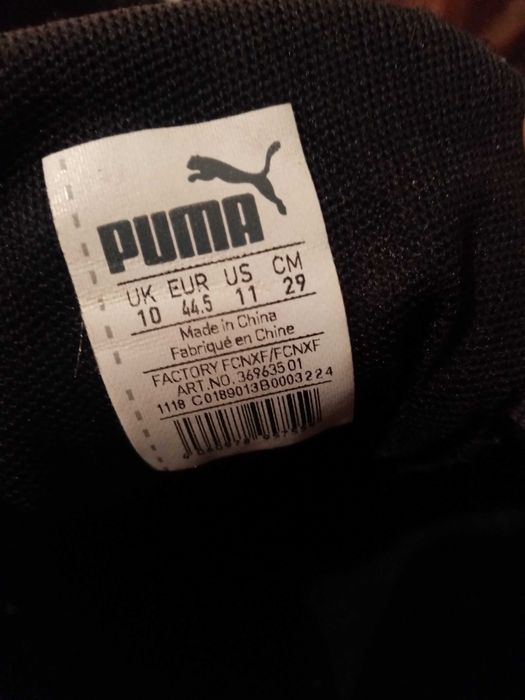 PUMA
UK EUR US CM
10 44.5 11 29
Made in China
Fabriqué en Chine
FACTORY FCNXF/FCNXF
ART.NO. 369635 01
1118 C0189013B0003224